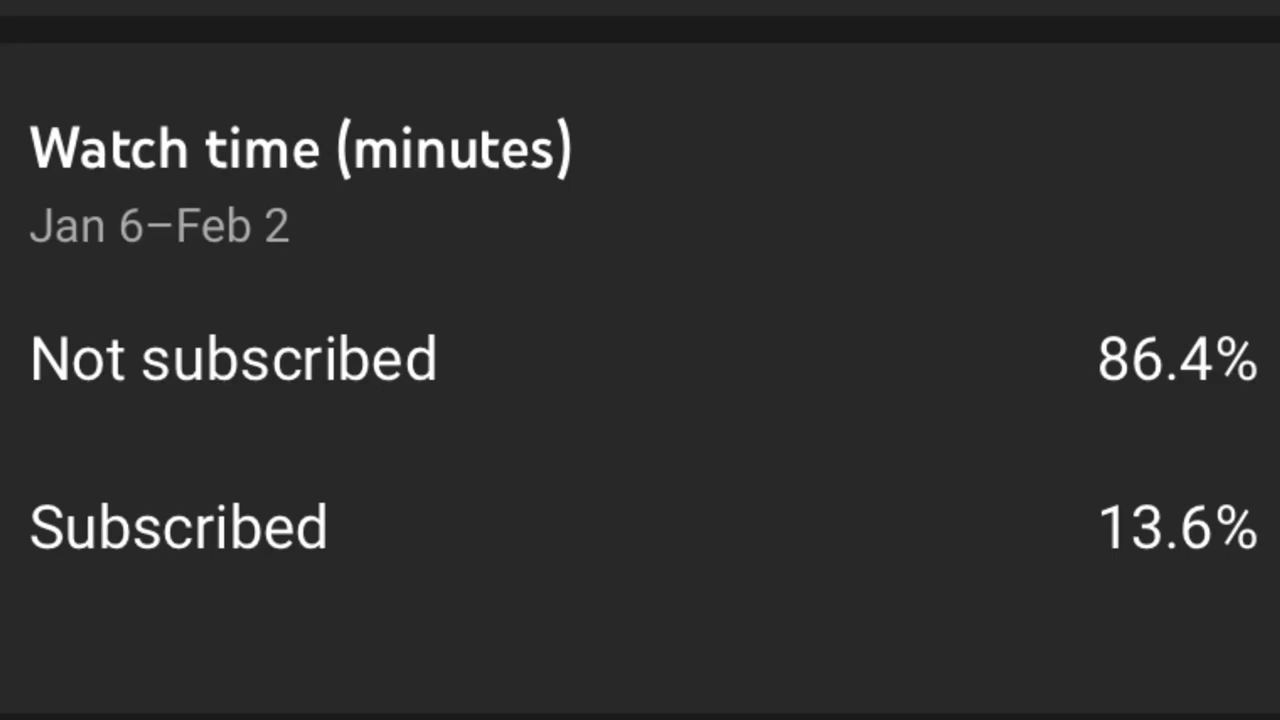 Watch time (minutes)
Jan 6–Feb 2
Not subscribed 86.4%
Subscribed 13.6%